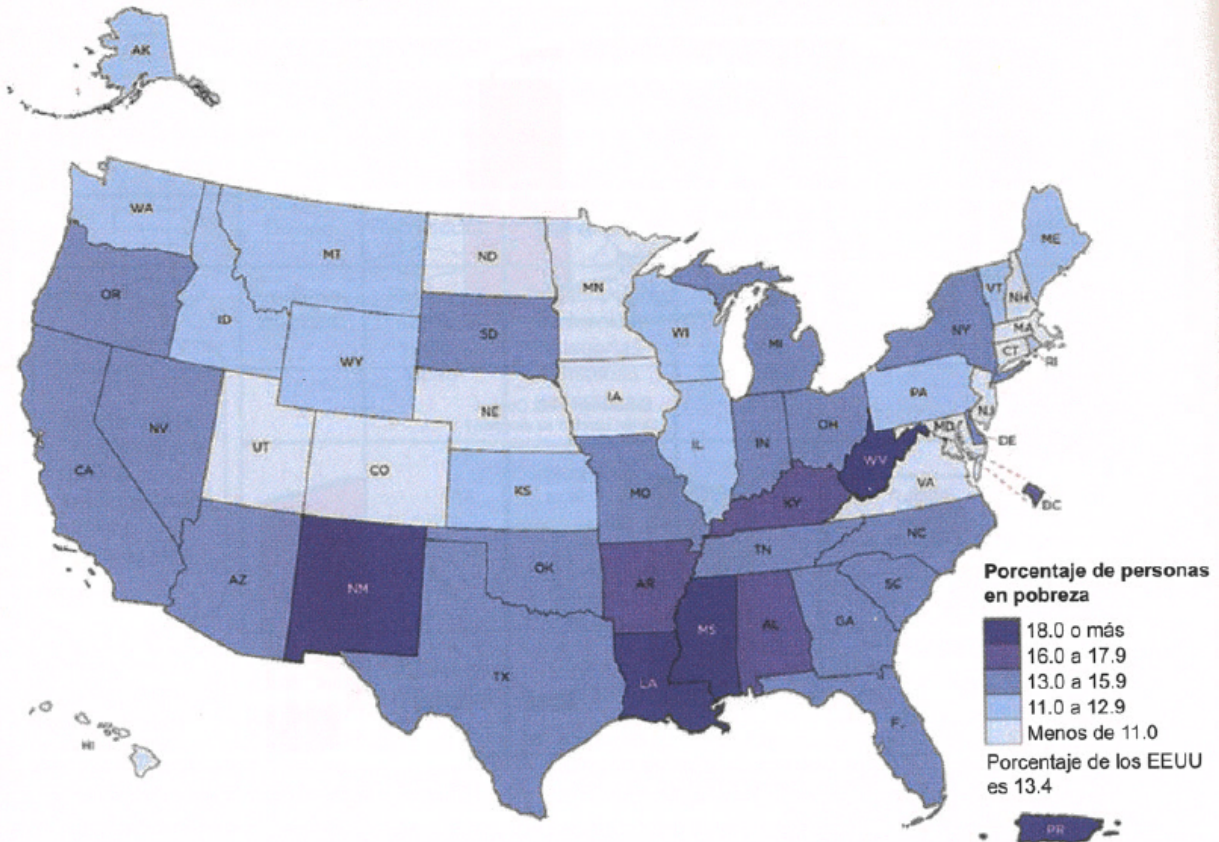 AK
WA
MT
ND
MN
ME
OR
ID
WY
SD
WI
MI
VT
NH
NY
MA
CT
RI
NV
UT
NE
IA
PA
NJ
CA
CO
KS
IL
IN
OH
MD
DE
WV
VA
DC
MO
KY
AZ
NM
OK
AR
TN
NC
SC
TX
LA
MS
AL
GA
HI
Porcentaje de personas
en pobreza
18.0 o más
16.0 a 17.9
13.0 a 15.9
11.0 a 12.9
Menos de 11.0
Porcentaje de los EEUU
es 13.4
PR